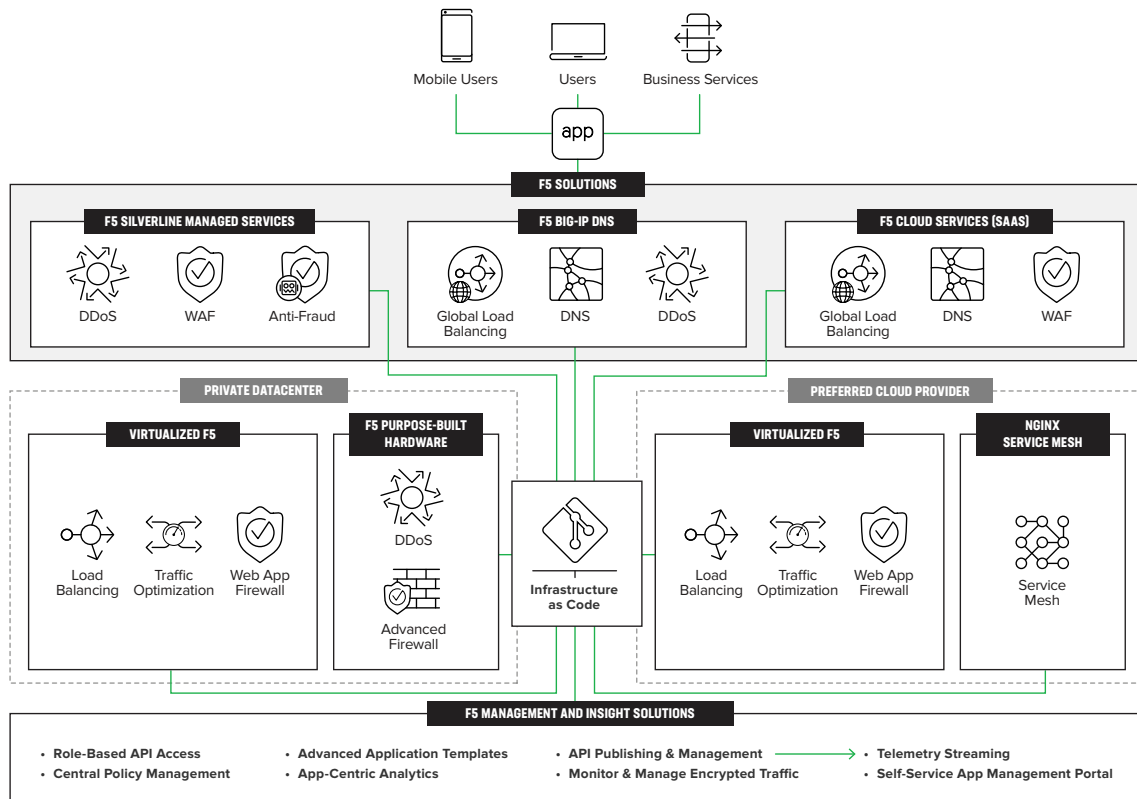 Mobile Users
Users
Business Services
app
F5 SOLUTIONS
F5 SILVERLINE MANAGED SERVICES
DDoS
WAF
Anti-Fraud
F5 BIG-IP DNS
Global Load
Balancing
DNS
DDoS
F5 CLOUD SERVICES (SAAS)
Global Load
Balancing
DNS
WAF
PRIVATE DATACENTER
VIRTUALIZED F5
Load
Balancing
Traffic
Optimization
Web App
Firewall
F5 PURPOSE-BUILT
HARDWARE
DDoS
Advanced
Firewall
Infrastructure
as Code
PREFERRED CLOUD PROVIDER
VIRTUALIZED F5
Load
Balancing
Traffic
Optimization
Web App
Firewall
NGINX
SERVICE MESH
Service
Mesh
F5 MANAGEMENT AND INSIGHT SOLUTIONS
• Role-Based API Access
• Central Policy Management
• Advanced Application Templates
• App-Centric Analytics
• API Publishing & Management
• Monitor & Manage Encrypted Traffic
• Telemetry Streaming
• Self-Service App Management Portal